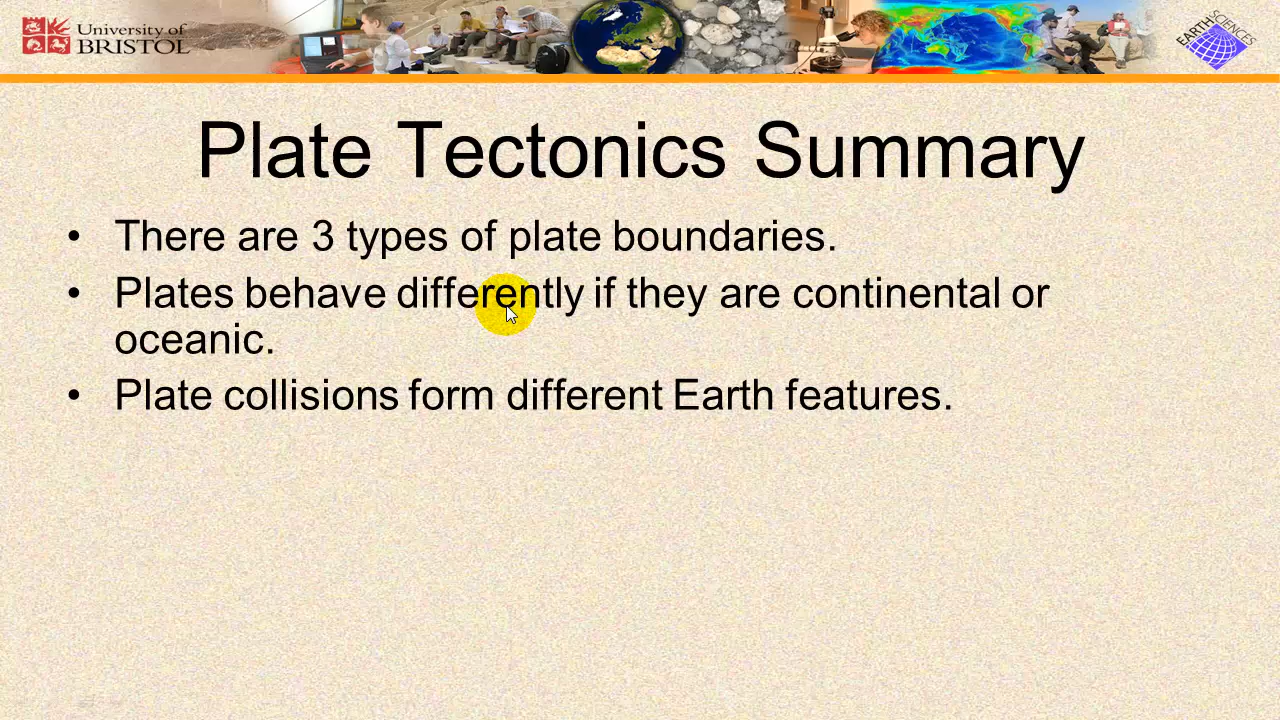 University of
BRISTOL
EARTH SCIENCES
Plate Tectonics Summary
• There are 3 types of plate boundaries.
• Plates behave differently if they are continental or
oceanic.
• Plate collisions form different Earth features.